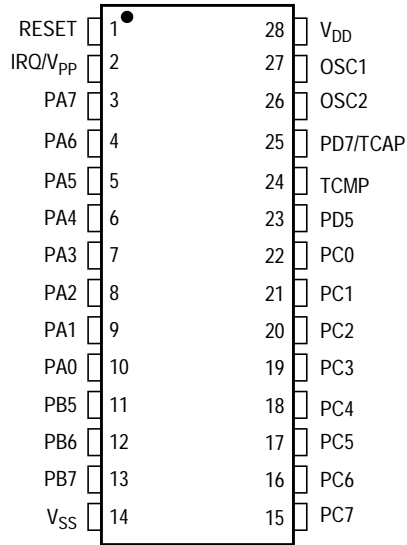 RESET 1 28 VDD
IRQ/VPP 2 27 OSC1
PA7 3 26 OSC2
PA6 4 25 PD7/TCAP
PA5 5 24 TCMP
PA4 6 23 PD5
PA3 7 22 PC0
PA2 8 21 PC1
PA1 9 20 PC2
PA0 10 19 PC3
PB5 11 18 PC4
PB6 12 17 PC5
PB7 13 16 PC6
VSS 14 15 PC7